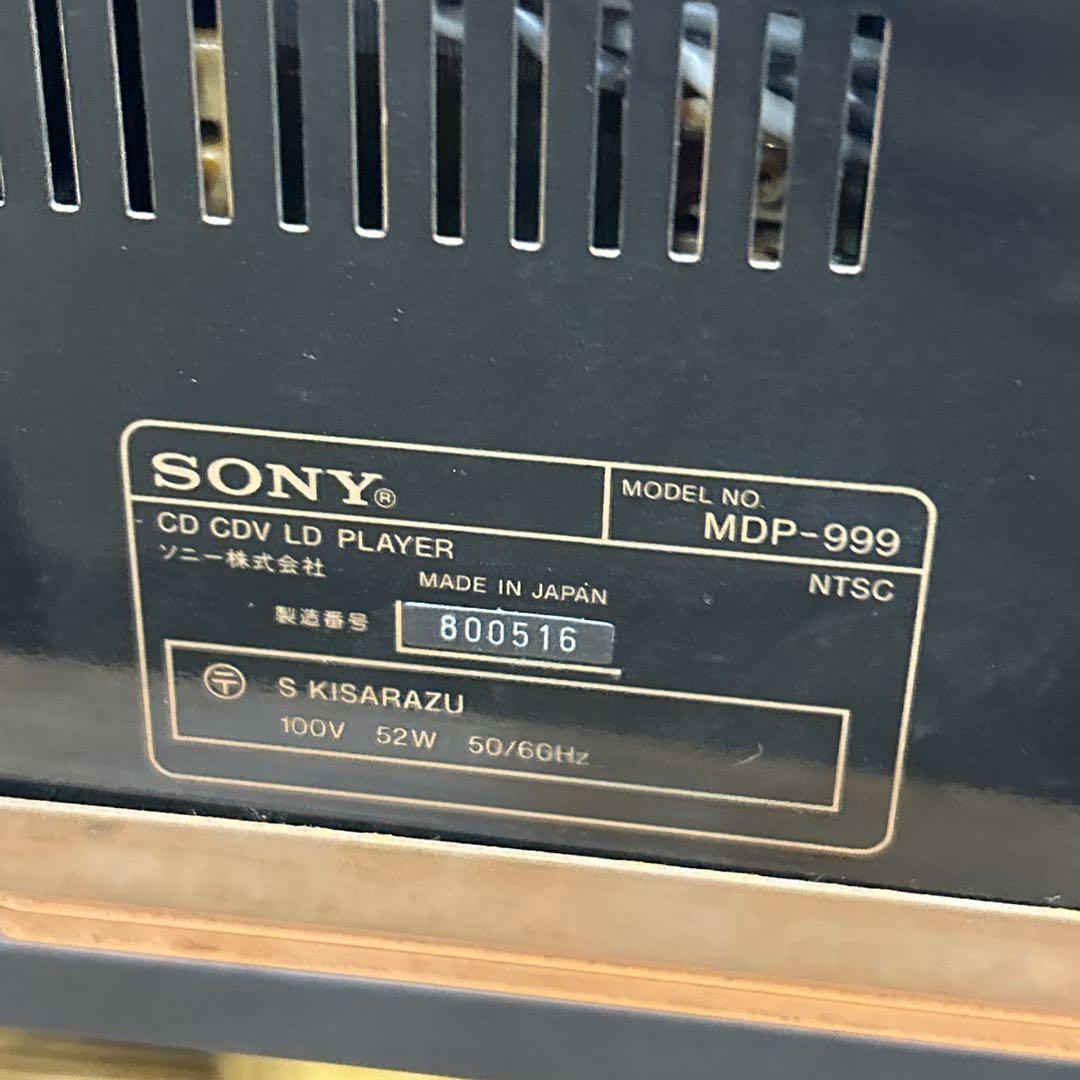 SONY®
MODEL NO.
MDP-999
CD CDV LD PLAYER
NTSC
ソニー株式会社
MADE IN JAPAN
製造番号 800516
〒 S KISARAZU
100V 52W 50/60Hz